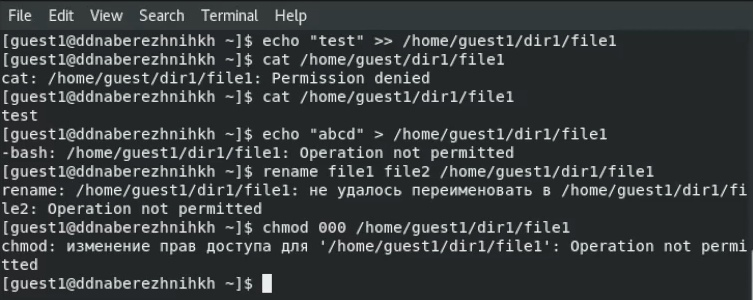 File Edit View Search Terminal Help
[guest1@ddnaberezhnihkh ~]$ echo "test" >> /home/guest1/dir1/file1
[guest1@ddnaberezhnihkh ~]$ cat /home/guest/dir1/file1
cat: /home/guest/dir1/file1: Permission denied
[guest1@ddnaberezhnihkh ~]$ cat /home/guest1/dir1/file1
test
[guest1@ddnaberezhnihkh ~]$ echo "abcd" > /home/guest1/dir1/file1
-bash: /home/guest1/dir1/file1: Operation not permitted
[guest1@ddnaberezhnihkh ~]$ rename file1 file2 /home/guest1/dir1/file1
rename: /home/guest1/dir1/file1: не удалось переименовать в /home/guest1/dir1/fi
le2: Operation not permitted
[guest1@ddnaberezhnihkh ~]$ chmod 000 /home/guest1/dir1/file1
chmod: изменение прав доступа для '/home/guest1/dir1/file1': Operation not permi
tted
[guest1@ddnaberezhnihkh ~]$